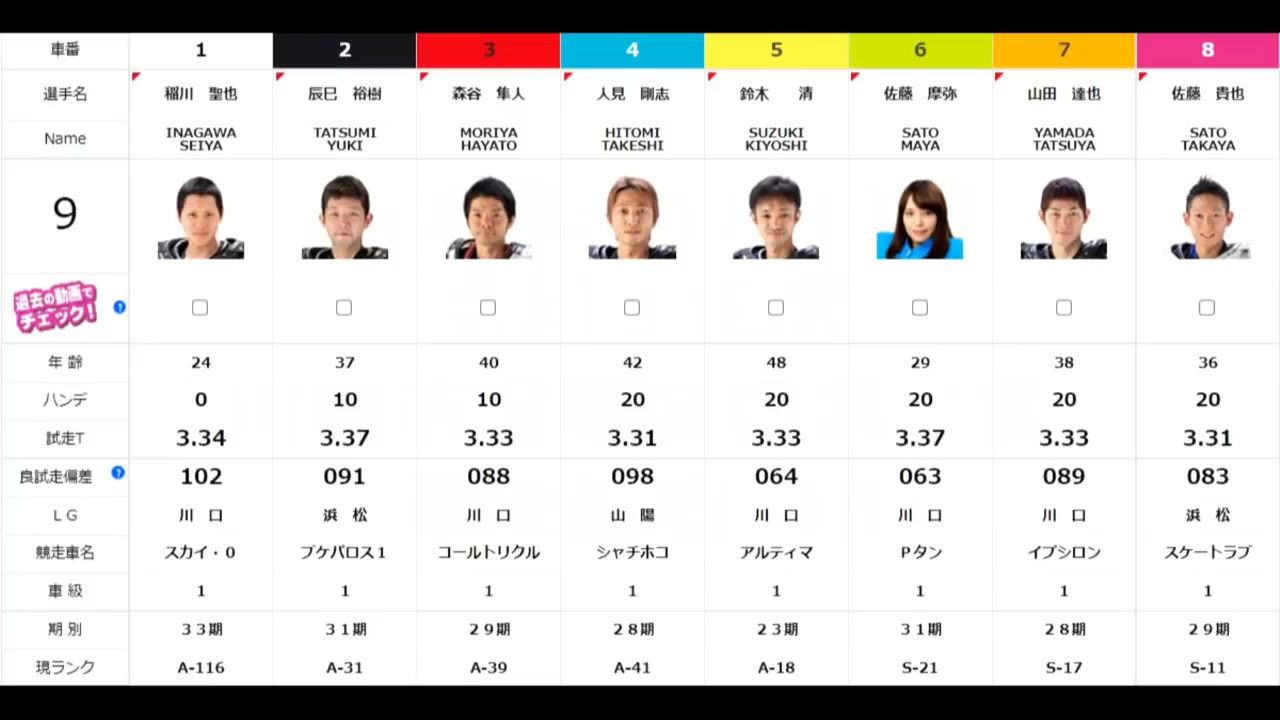 車番 1 2 3 4 5 6 7 8
選手名 稲川 聖也 辰巳 裕樹 森谷 隼人 人見 剛志 鈴木 清 佐藤 摩弥 山田 達也 佐藤 貴也
Name INAGAWA SEIYA TATSUMI YUKI MORIYA HAYATO HITOMI TAKESHI SUZUKI KIYOSHI SATO MAYA YAMADA TATSUYA SATO TAKAYA
9
過去の動画で
チェック! ?
年 齢 24 37 40 42 48 29 38 36
ハンデ 0 10 10 20 20 20 20 20
試走T 3.34 3.37 3.33 3.31 3.33 3.37 3.33 3.31
良試走偏差 ? 102 091 088 098 064 063 089 083
ＬＧ 川 口 浜 松 川 口 山 陽 川 口 川 口 川 口 浜 松
競走車名 スカイ・０ ブケパロス１ コールトリクル シャチホコ アルティマ Ｐタン イプシロン スケートラブ
車 級 1 1 1 1 1 1 1 1
期 別 ３３期 ３１期 ２９期 ２８期 ２３期 ３１期 ２８期 ２９期
現ランク A-116 A-31 A-39 A-41 A-18 S-21 S-17 S-11